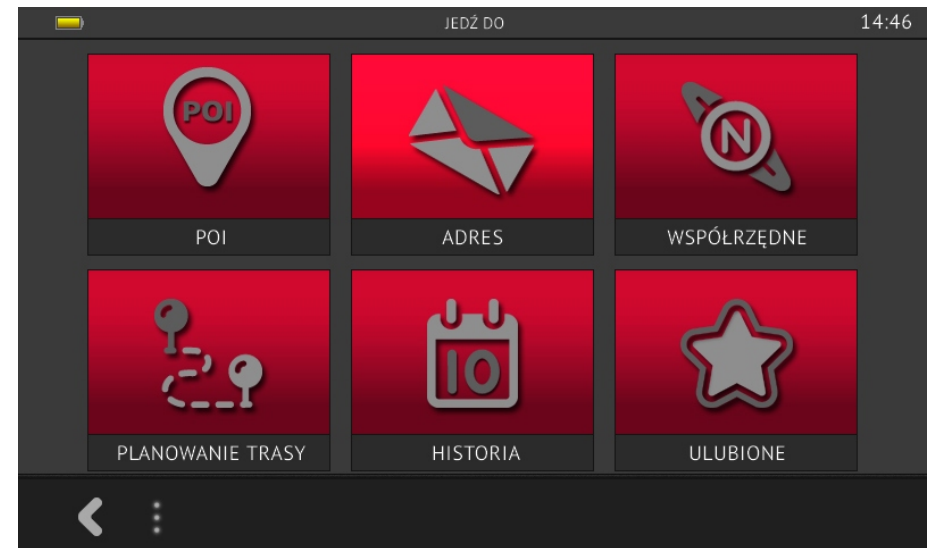 JEDŹ DO
14:46
POI
N
POI
ADRES
WSPÓŁRZĘDNE
10
PLANOWANIE TRASY
HISTORIA
ULUBIONE